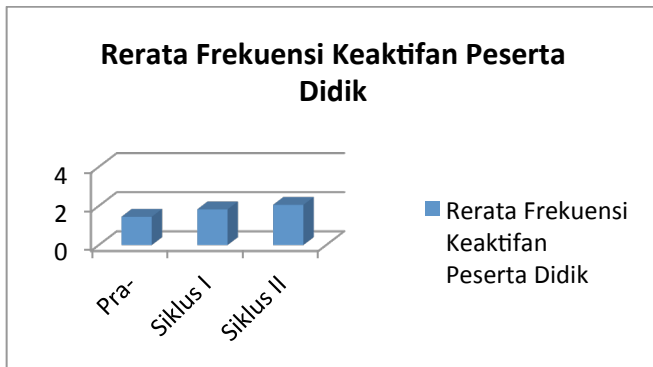 Rerata Frekuensi Keaktifan Peserta
Didik
4
2
0
Pra-
Siklus I
Siklus II
Rerata Frekuensi
Keaktifan
Peserta Didik